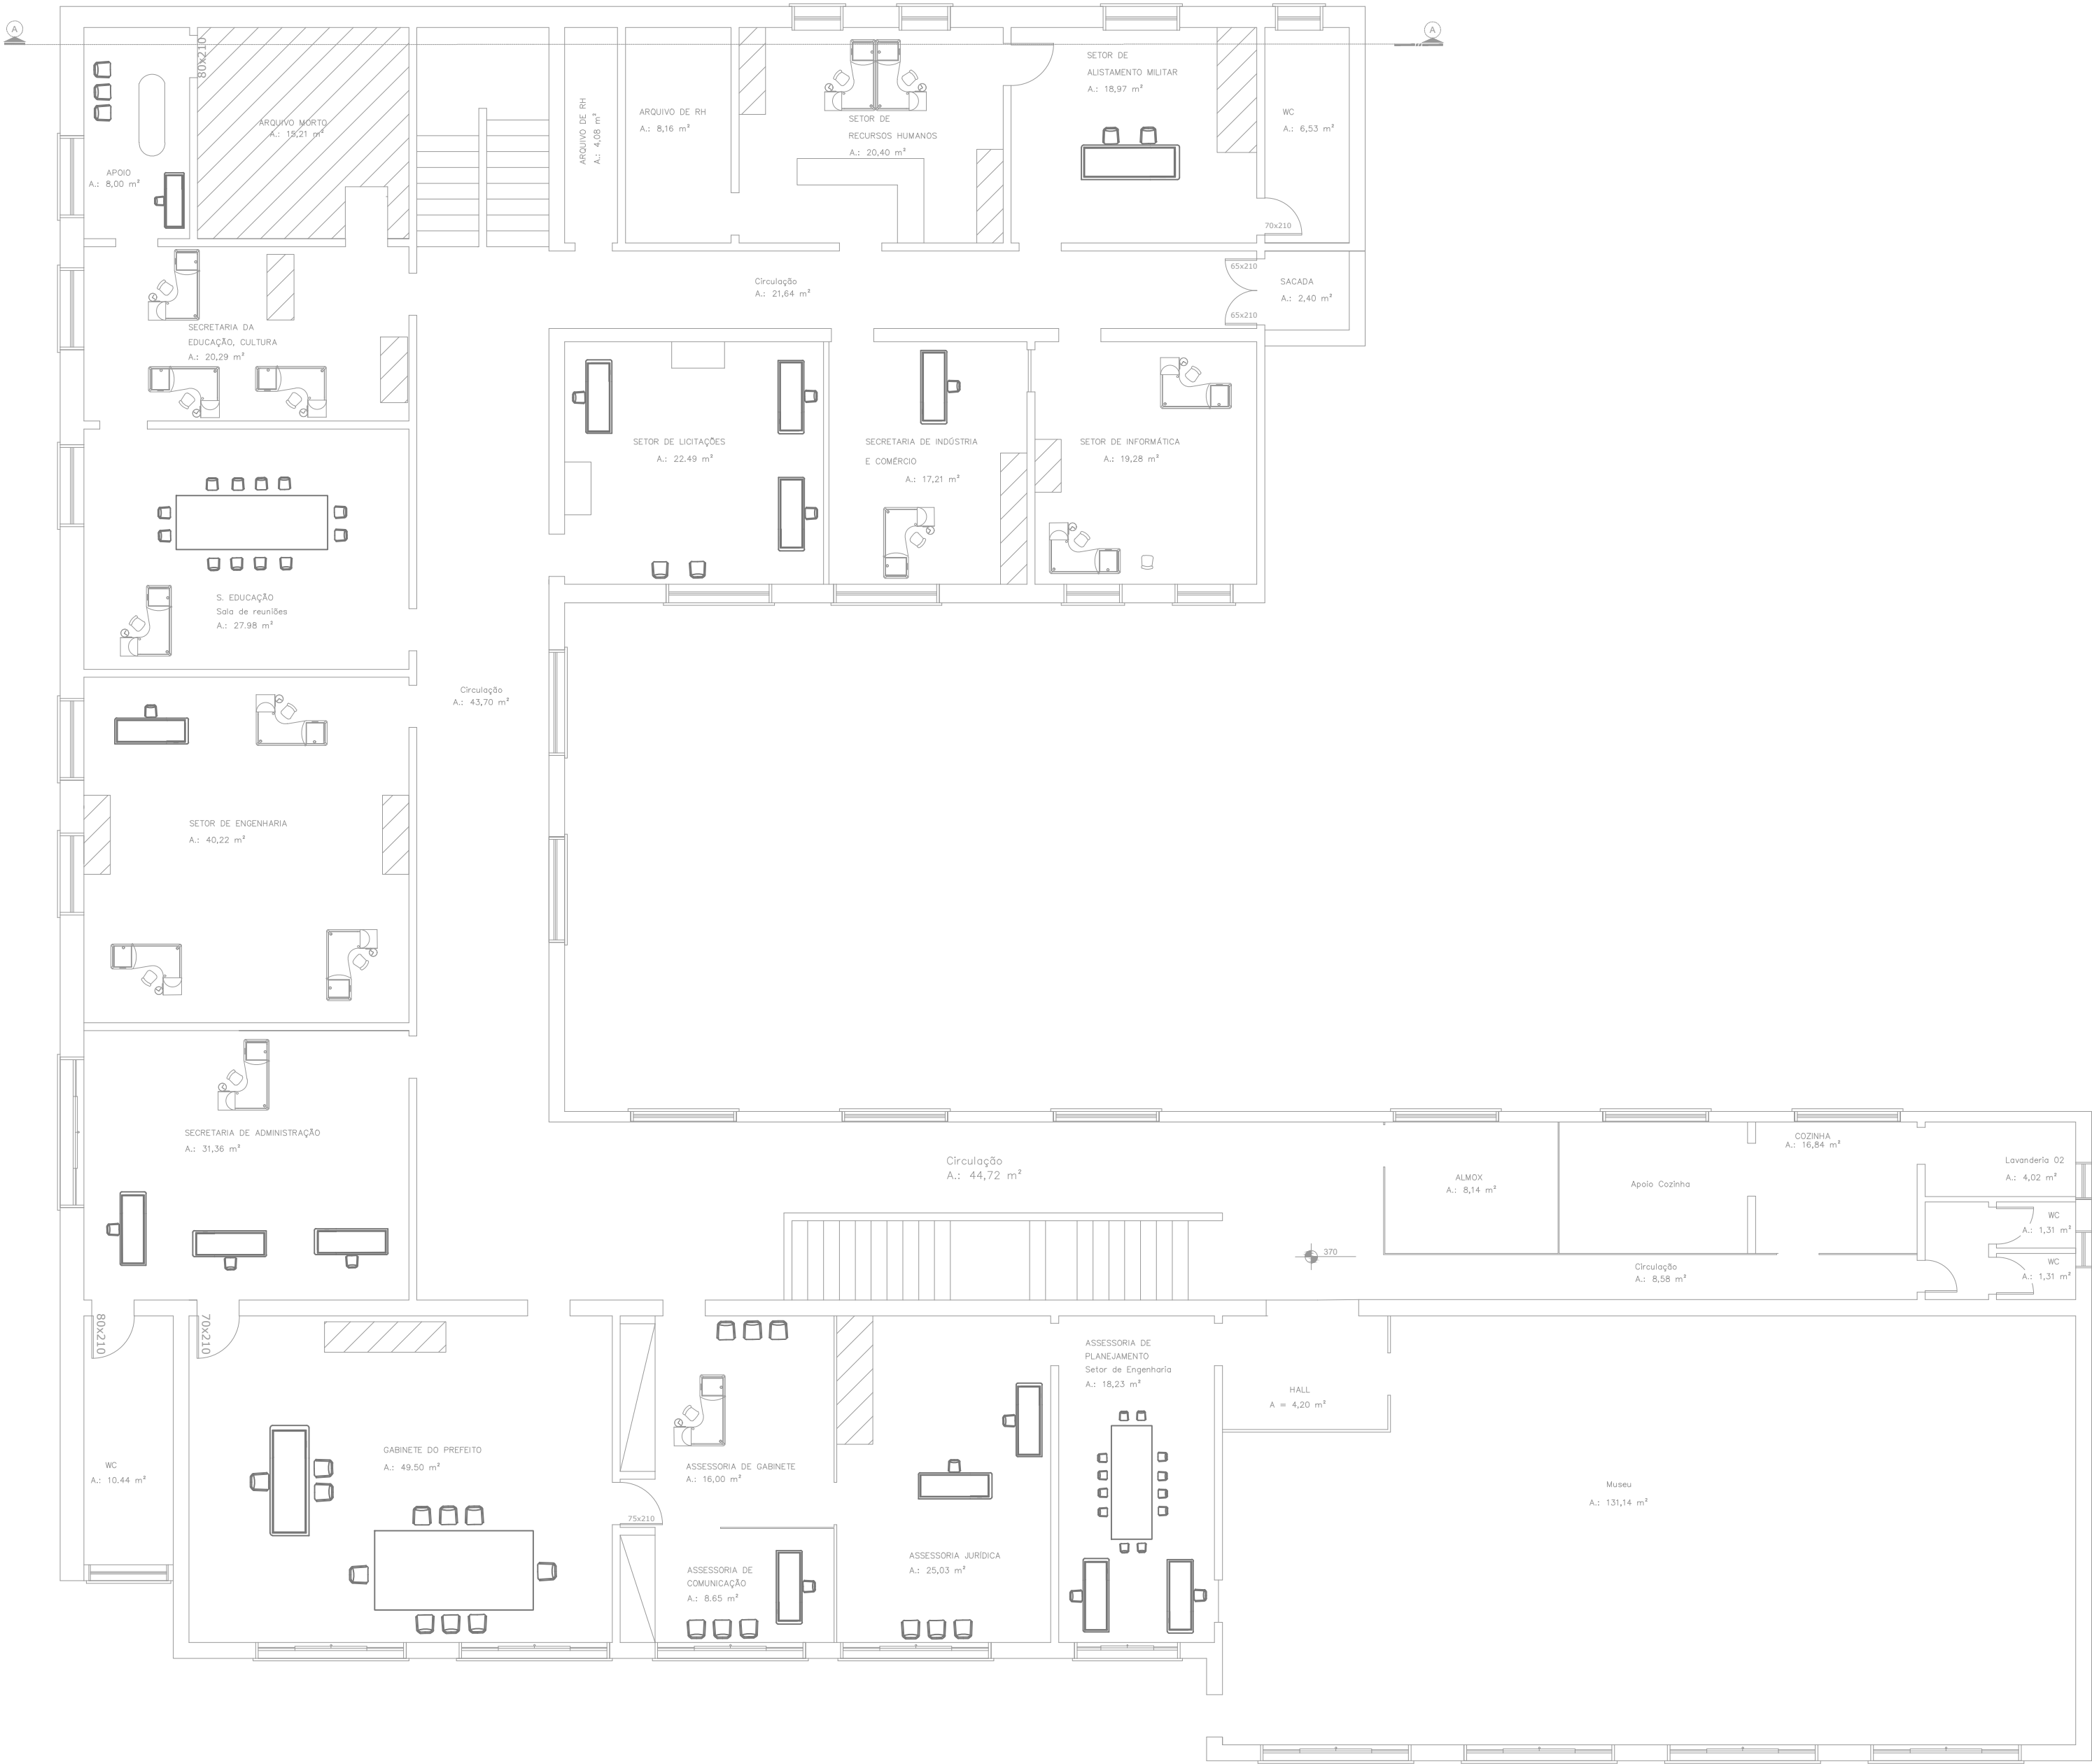 A
A
80x210
ARQUIVO MORTO
A.: 15,21 m²
APOIO
A.: 8,00 m²
ARQUIVO DE RH
A.: 4,08 m²
ARQUIVO DE RH
A.: 8,16 m²
SETOR DE
RECURSOS HUMANOS
A.: 20,40 m²
SETOR DE
ALISTAMENTO MILITAR
A.: 18,97 m²
WC
A.: 6,53 m²
70x210
65x210
65x210
SACADA
A.: 2,40 m²
Circulação
A.: 21,64 m²
SECRETARIA DA
EDUCAÇÃO, CULTURA
A.: 20,29 m²
SETOR DE LICITAÇÕES
A.: 22.49 m²
SECRETARIA DE INDÚSTRIA
E COMÉRCIO
A.: 17,21 m²
SETOR DE INFORMÁTICA
A.: 19,28 m²
S. EDUCAÇÃO
Sala de reuniões
A.: 27.98 m²
Circulação
A.: 43,70 m²
SETOR DE ENGENHARIA
A.: 40,22 m²
SECRETARIA DE ADMINISTRAÇÃO
A.: 31,36 m²
Circulação
A.: 44,72 m²
ALMOX
A.: 8,14 m²
Apoio Cozinha
COZINHA
A.: 16,84 m²
Lavanderia 02
A.: 4,02 m²
WC
A.: 1,31 m²
WC
A.: 1,31 m²
370
Circulação
A.: 8,58 m²
80x210
70x210
WC
A.: 10.44 m²
GABINETE DO PREFEITO
A.: 49.50 m²
75x210
ASSESSORIA DE GABINETE
A.: 16,00 m²
ASSESSORIA DE
COMUNICAÇÃO
A.: 8.65 m²
ASSESSORIA JURÍDICA
A.: 25,03 m²
ASSESSORIA DE
PLANEJAMENTO
Setor de Engenharia
A.: 18,23 m²
HALL
A = 4,20 m²
Museu
A.: 131,14 m²